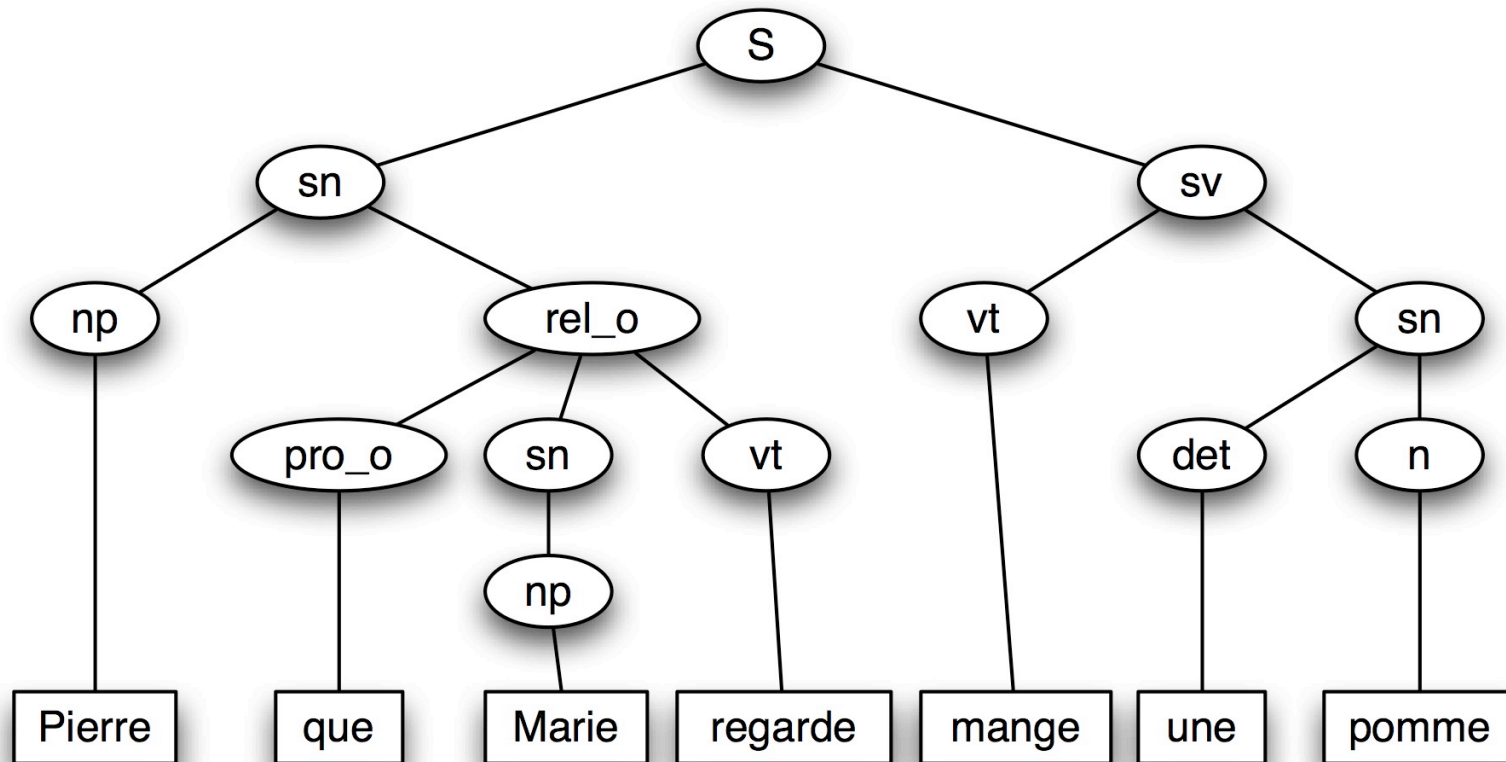 S
sn sv
np rel_o vt sn
pro_o sn vt det n
np
Pierre que Marie regarde mange une pomme